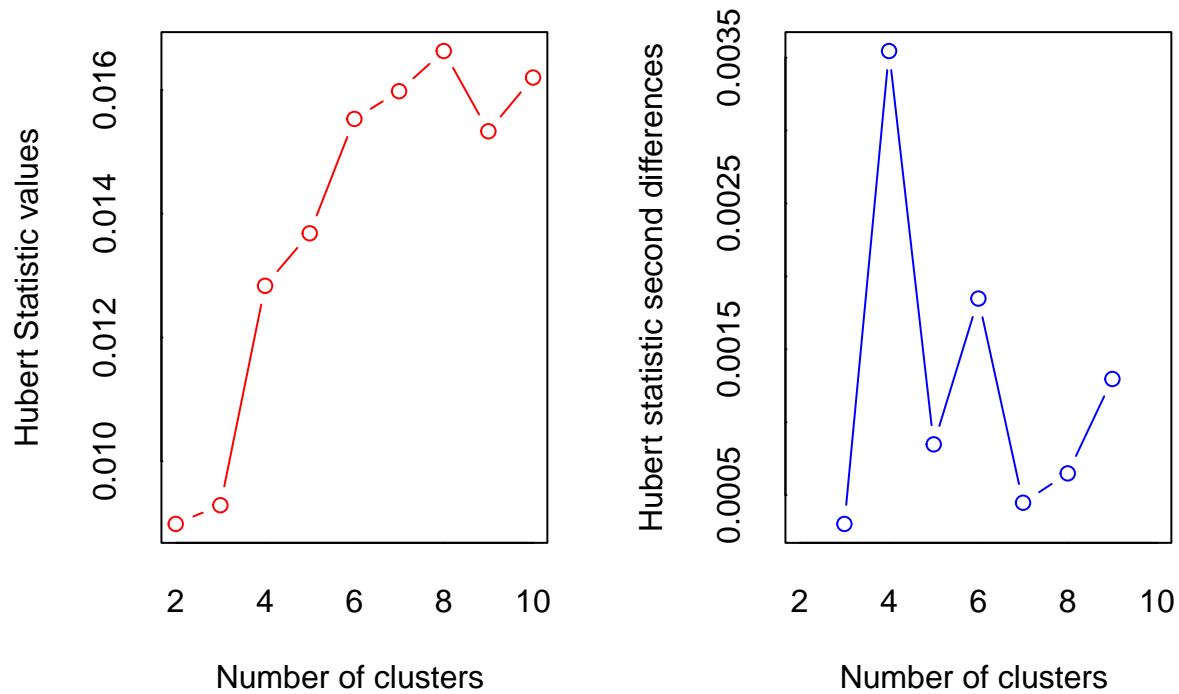 Hubert Statistic values
0.010 0.012 0.014 0.016
2 4 6 8 10
Number of clusters
Hubert statistic second differences
0.0005 0.0015 0.0025 0.0035
2 4 6 8 10
Number of clusters